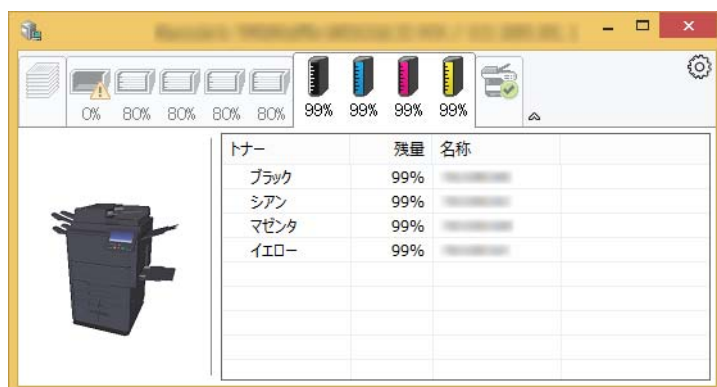 0% 80% 80% 80% 80% 99% 99% 99% 99%
トナー 残量 名称
ブラック 99%
シアン 99%
マゼンタ 99%
イエロー 99%